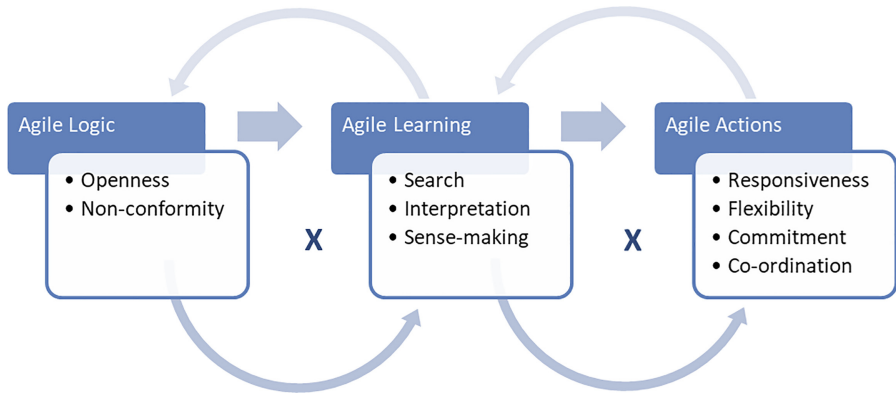 Agile Logic
• Openness
• Non-conformity
X
Agile Learning
• Search
• Interpretation
• Sense-making
X
Agile Actions
• Responsiveness
• Flexibility
• Commitment
• Co-ordination